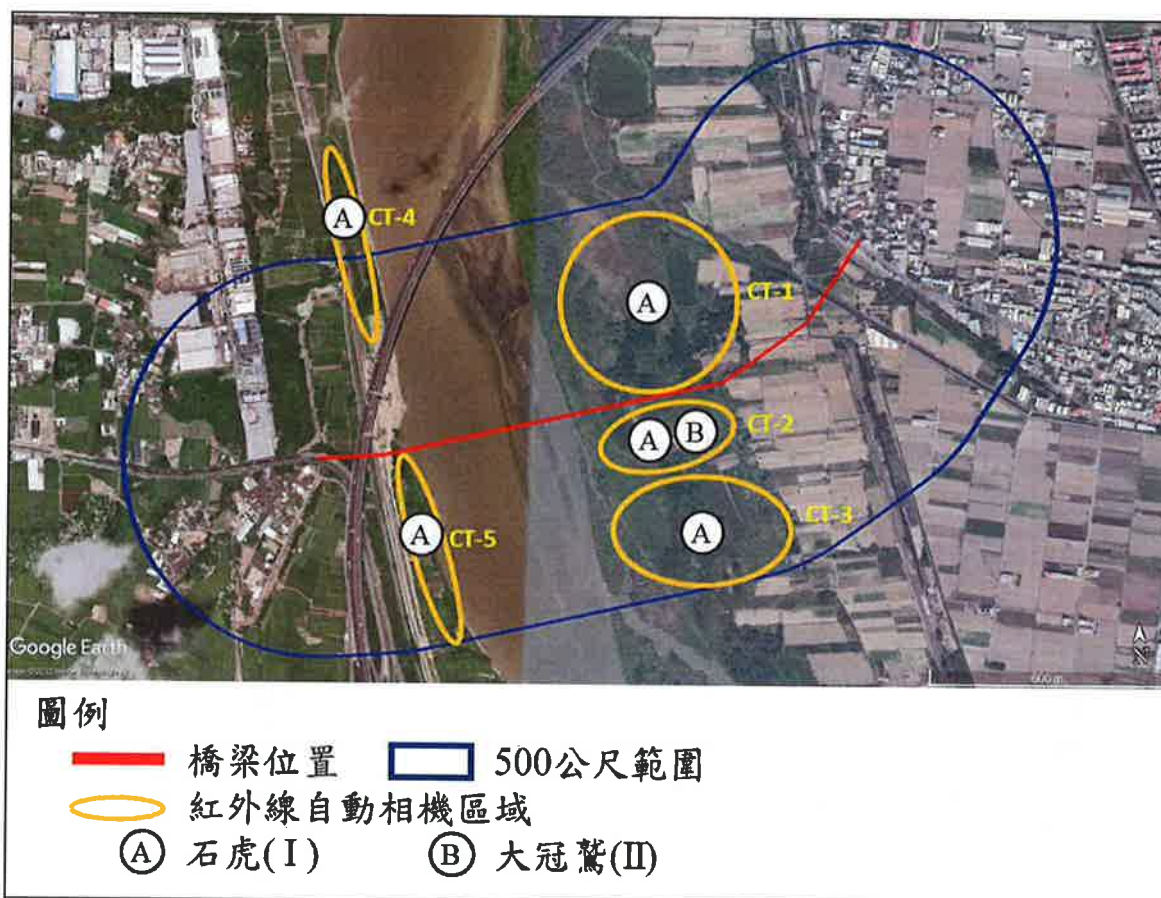 A CT-4
A CT-1
A B CT-2
A CT-3
A CT-5
Google Earth
N
600 m
圖例
橋梁位置 500公尺範圍
紅外線自動相機區域
A 石虎(I) B 大冠鷲(II)